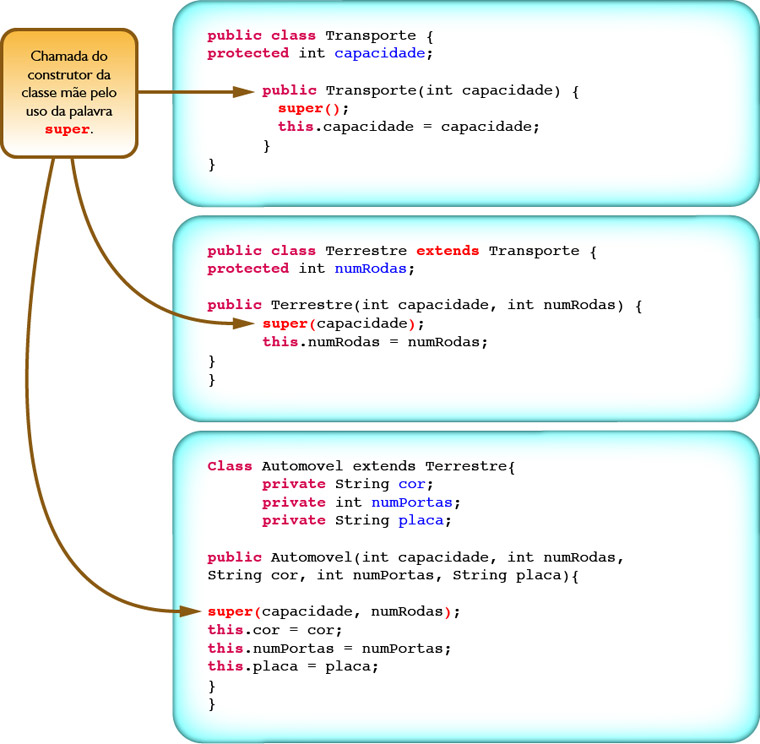 Chamada do
construtor da
classe mãe pelo
uso da palavra
super.
public class Transporte {
protected int capacidade;
public Transporte(int capacidade) {
super();
this.capacidade = capacidade;
}
}
public class Terrestre extends Transporte {
protected int numRodas;
public Terrestre(int capacidade, int numRodas) {
super(capacidade);
this.numRodas = numRodas;
}
}
Class Automovel extends Terrestre{
private String cor;
private int numPortas;
private String placa;
public Automovel(int capacidade, int numRodas,
String cor, int numPortas, String placa){
super(capacidade, numRodas);
this.cor = cor;
this.numPortas = numPortas;
this.placa = placa;
}
}